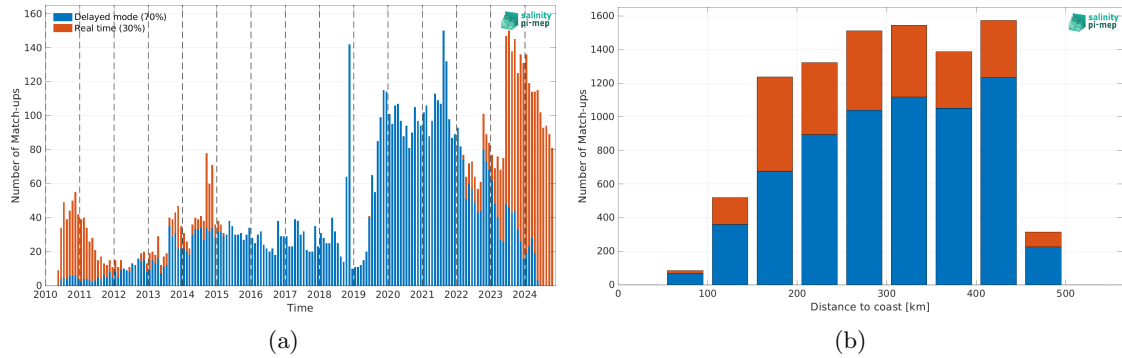 Delayed mode (70%)
Real time (30%)
salinity
pi-mep
Number of Match-ups
160
140
120
100
80
60
40
20
0
2010 2011 2012 2013 2014 2015 2016 2017 2018 2019 2020 2021 2022 2023 2024
Time
(a)
salinity
pi-mep
Number of Match-ups
1600
1400
1200
1000
800
600
400
200
0
0 100 200 300 400 500
Distance to coast [km]
(b)